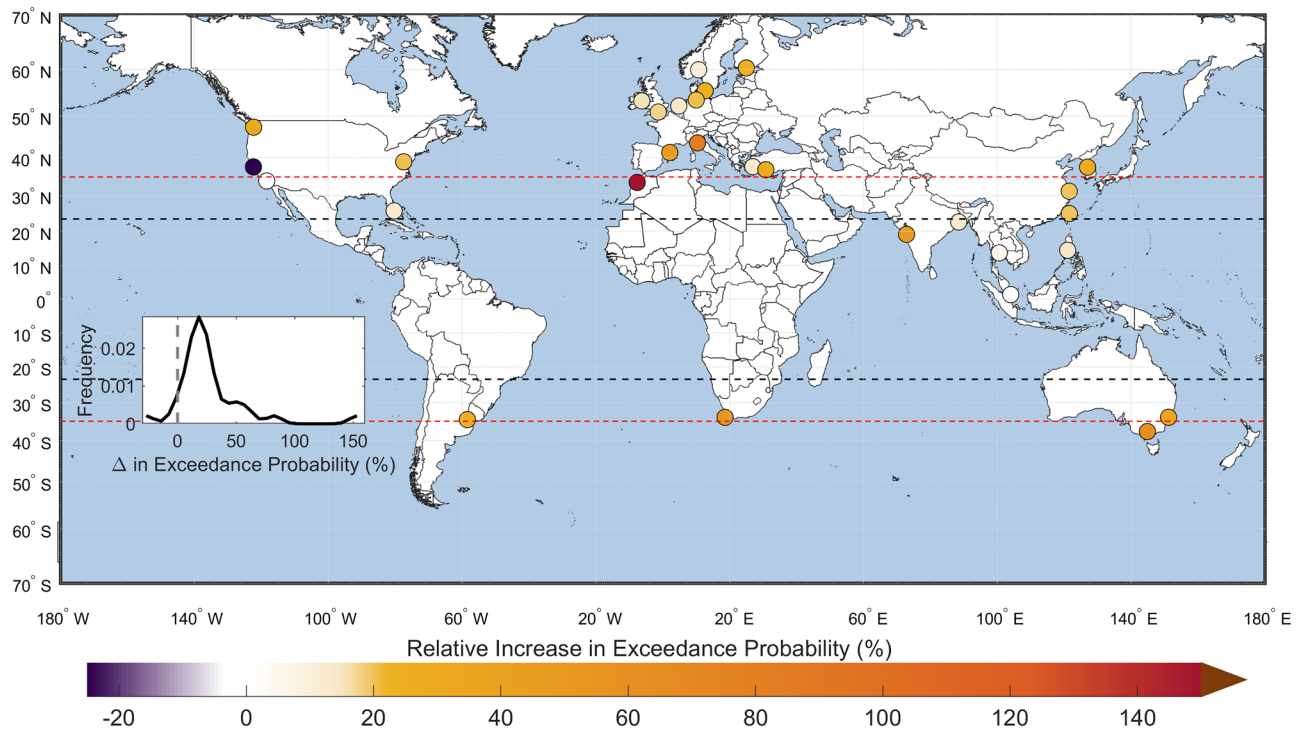 70° N
60° N
50° N
40° N
30° N
20° N
10° N
0°
10° S
20° S
30° S
40° S
50° S
60° S
70° S
Frequency
0.02
0.01
0
0 50 100 150
Δ in Exceedance Probability (%)
180° W 140° W 100° W 60° W 20° W 20° E 60° E 100° E 140° E 180° E
Relative Increase in Exceedance Probability (%)
-20 0 20 40 60 80 100 120 140